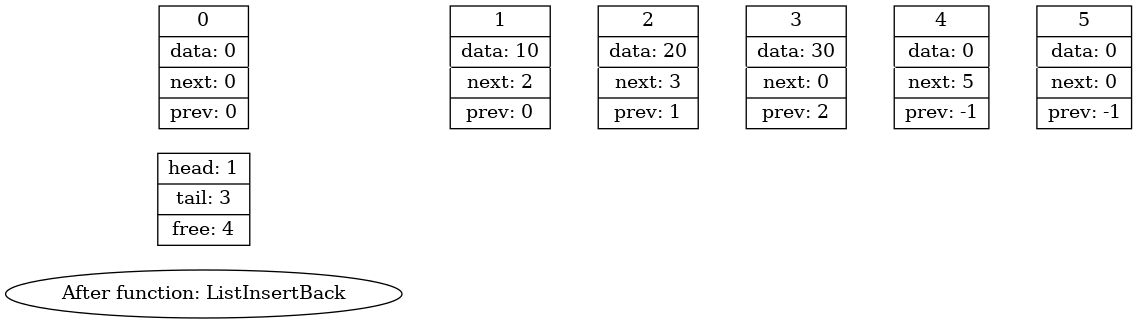 0
data: 0
next: 0
prev: 0
1
data: 10
next: 2
prev: 0
2
data: 20
next: 3
prev: 1
3
data: 30
next: 0
prev: 2
4
data: 0
next: 5
prev: -1
5
data: 0
next: 0
prev: -1
head: 1
tail: 3
free: 4
After function: ListInsertBack